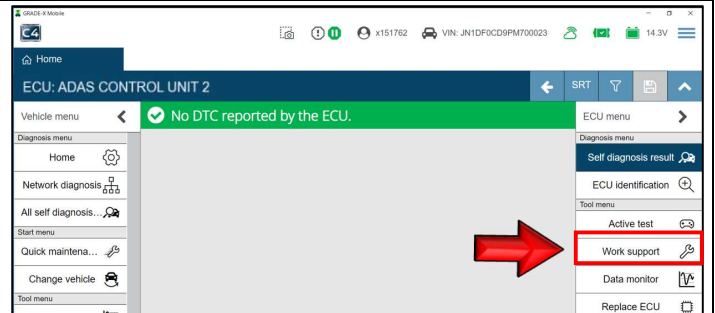 GRADE-X Mobile
C4
x151762
VIN: JN1DF0CD9PM700023
14.3V
Home
ECU: ADAS CONTROL UNIT 2
SRT
Vehicle menu
No DTC reported by the ECU.
ECU menu
Diagnosis menu
Diagnosis menu
Home
Self diagnosis result
Network diagnosis
ECU identification
All self diagnosis...
Tool menu
Start menu
Active test
Quick maintena...
Work support
Change vehicle
Data monitor
Tool menu
Replace ECU